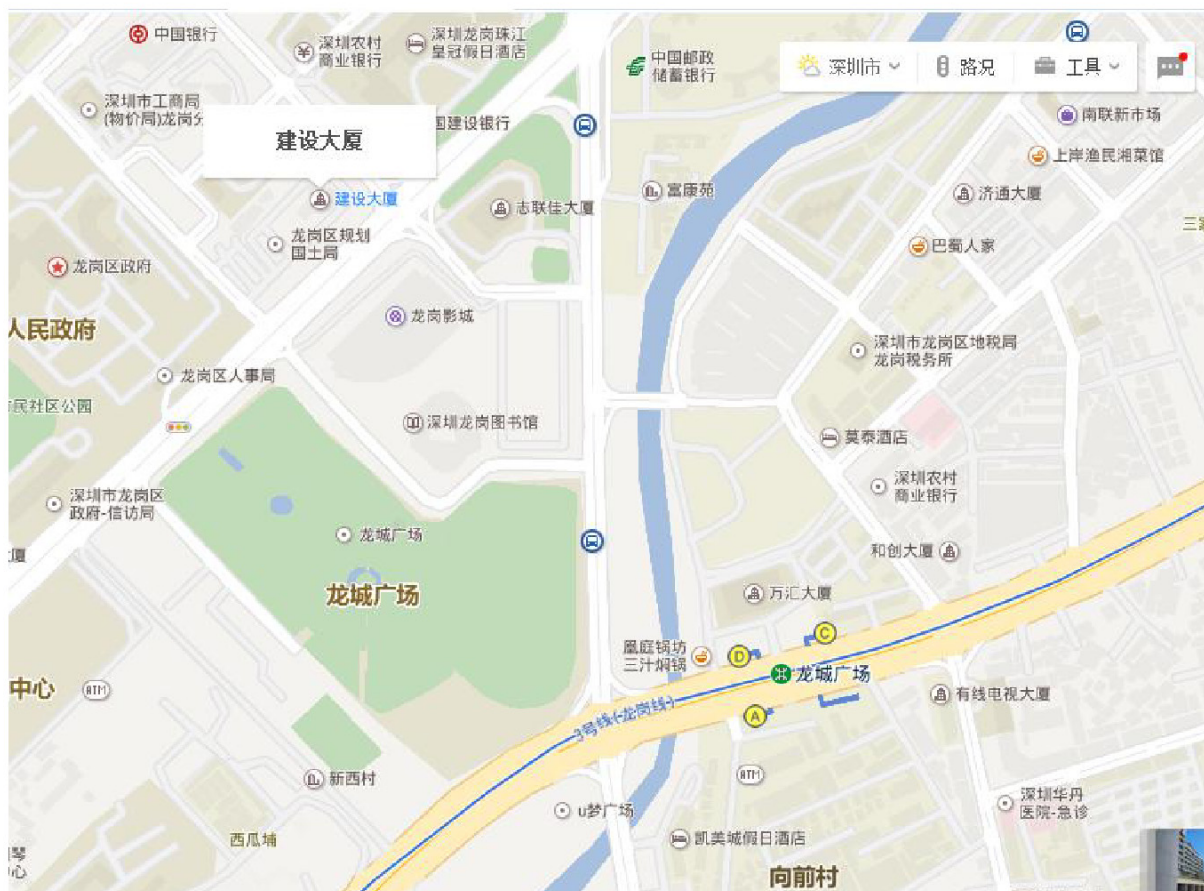 中国银行
深圳农村
商业银行
深圳龙岗珠江
皇冠假日酒店
中国邮政
储蓄银行
深圳市
路况
工具
深圳市工商局
(物价局)龙岗分
建设大厦
国建设银行
南联新市场
上岸渔民湘菜馆
建设大厦
志联佳大厦
富康苑
济通大厦
龙岗区规划
国土局
巴蜀人家
龙岗区政府
人民政府
龙岗影城
深圳市龙岗区地税局
龙岗税务所
龙岗区人事局
民社区公园
深圳龙岗图书馆
莫泰酒店
深圳农村
商业银行
深圳市龙岗区
政府-信访局
龙城广场
和创大厦
厦
龙城广场
万汇大厦
凰庭锅坊
三汁焖锅
D
C
龙城广场
中心
ATM
有线电视大厦
3号线(龙岗线)
A
新西村
ATM
u梦广场
深圳华丹
医院-急诊
西瓜埔
凯美城假日酒店
向前村
心